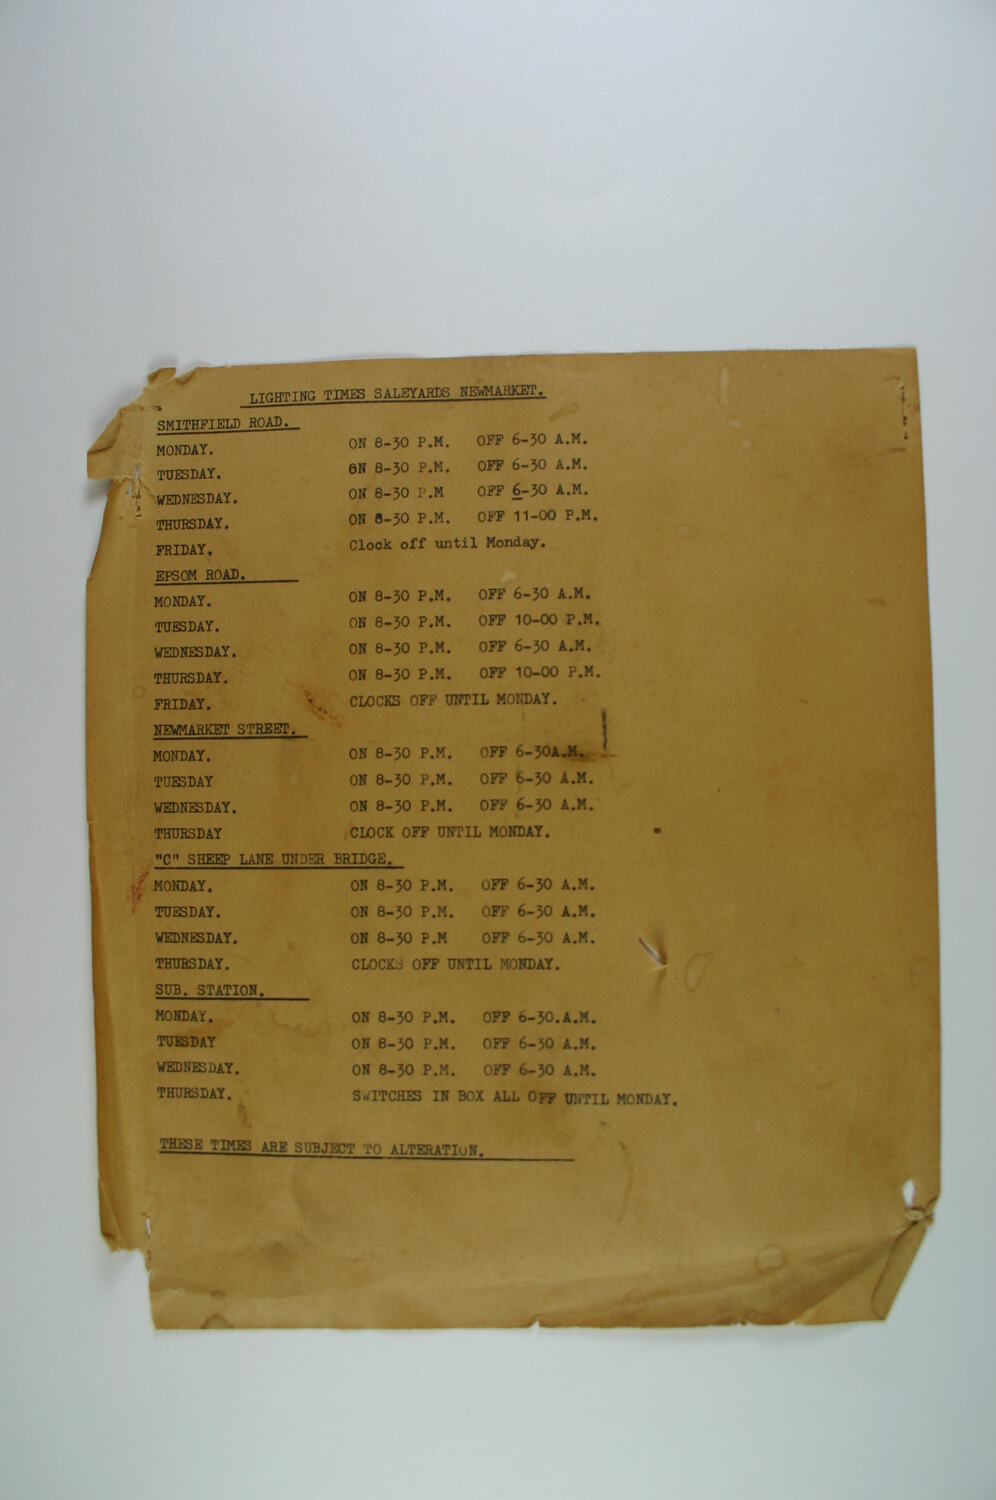 LIGHTING TIMES SALEYARDS NEWMARKET.
SMITHFIELD ROAD.
MONDAY. ON 8-30 P.M. OFF 6-30 A.M.
TUESDAY. ON 8-30 P.M. OFF 6-30 A.M.
WEDNESDAY. ON 8-30 P.M OFF 6-30 A.M.
THURSDAY. ON 8-30 P.M. OFF 11-00 P.M.
FRIDAY. Clock off until Monday.
EPSOM ROAD.
MONDAY. ON 8-30 P.M. OFF 6-30 A.M.
TUESDAY. ON 8-30 P.M. OFF 10-00 P.M.
WEDNESDAY. ON 8-30 P.M. OFF 6-30 A.M.
THURSDAY. ON 8-30 P.M. OFF 10-00 P.M.
FRIDAY. CLOCKS OFF UNTIL MONDAY.
NEWMARKET STREET.
MONDAY. ON 8-30 P.M. OFF 6-30A.M.
TUESDAY ON 8-30 P.M. OFF 6-30 A.M.
WEDNESDAY. ON 8-30 P.M. OFF 6-30 A.M.
THURSDAY CLOCK OFF UNTIL MONDAY.
"C" SHEEP LANE UNDER BRIDGE.
MONDAY. ON 8-30 P.M. OFF 6-30 A.M.
TUESDAY. ON 8-30 P.M. OFF 6-30 A.M.
WEDNESDAY. ON 8-30 P.M OFF 6-30 A.M.
THURSDAY. CLOCKS OFF UNTIL MONDAY.
SUB. STATION.
MONDAY. ON 8-30 P.M. OFF 6-30.A.M.
TUESDAY ON 8-30 P.M. OFF 6-30 A.M.
WEDNESDAY. ON 8-30 P.M. OFF 6-30 A.M.
THURSDAY. SWITCHES IN BOX ALL OFF UNTIL MONDAY.
THESE TIMES ARE SUBJECT TO ALTERATION.